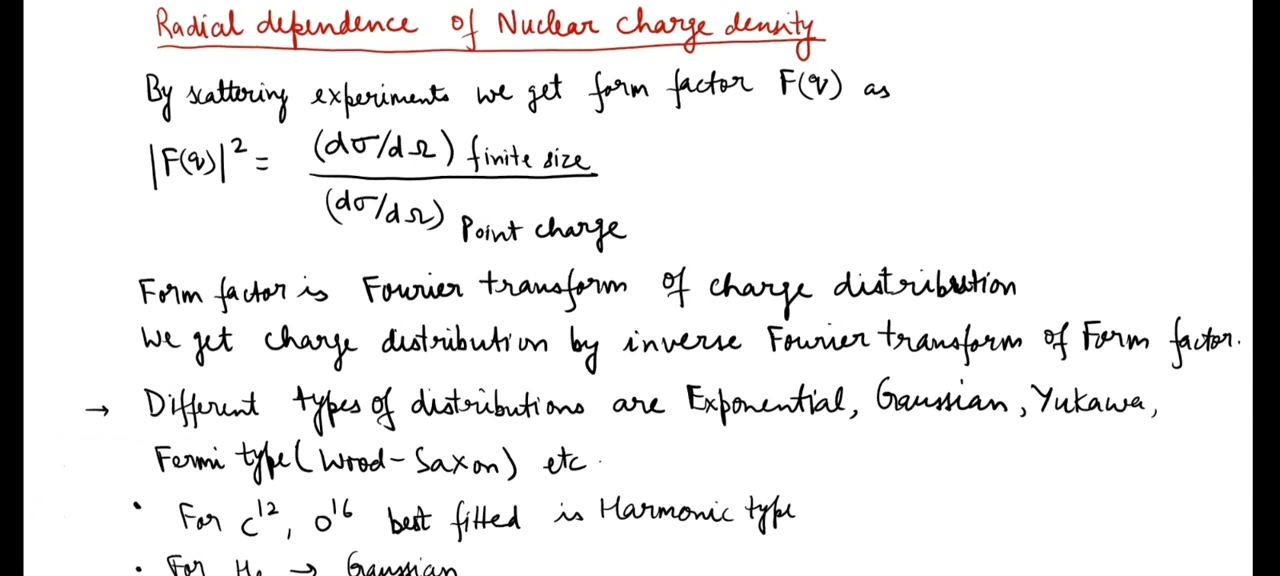 Radial dependence of Nuclear charge density
By scattering experiments we get form factor F(q) as
|F(q)|² = (dσ/dΩ) finite size
(dσ/dΩ) Point charge
Form factor is Fourier transform of charge distribution
We get charge distribution by inverse Fourier transform of Form factor.
→ Different types of distributions are Exponential, Gaussian, Yukawa,
Fermi type (Wood-Saxon) etc.
• For C¹², O¹⁶ best fitted is Harmonic type
• For He → Gaussian